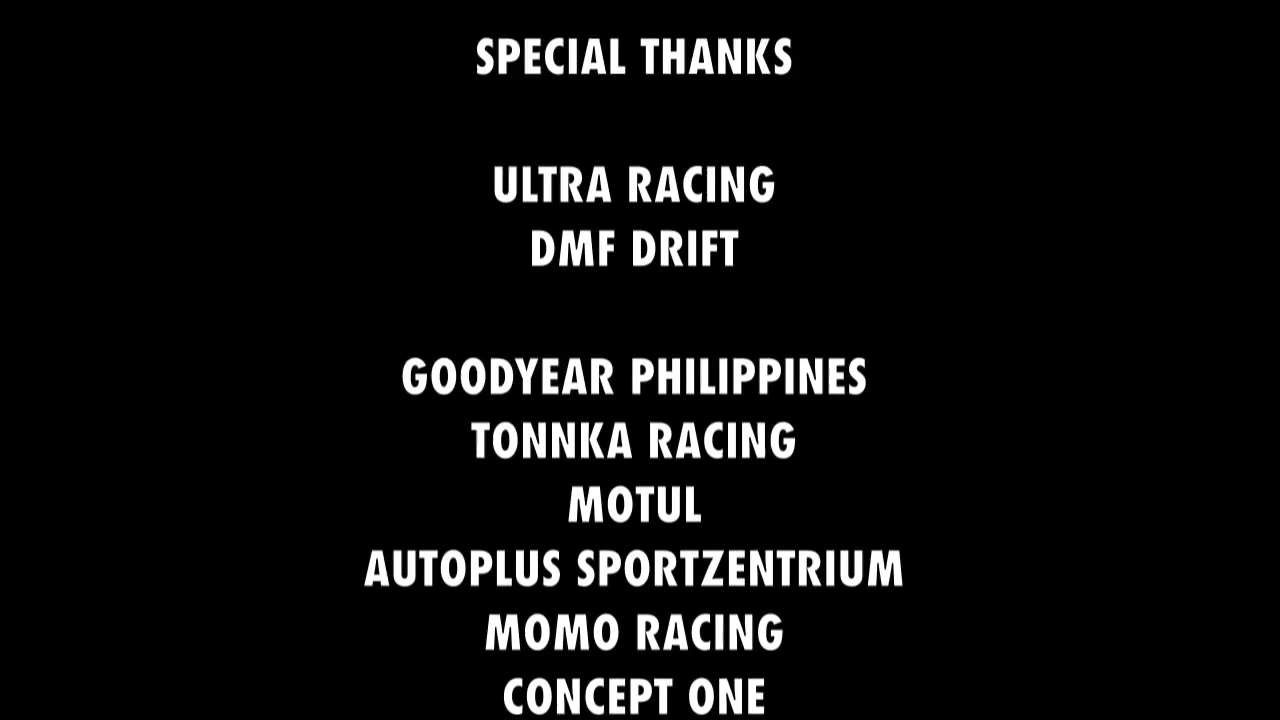 SPECIAL THANKS
ULTRA RACING
DMF DRIFT
GOODYEAR PHILIPPINES
TONNKA RACING
MOTUL
AUTOPLUS SPORTZENTRIUM
MOMO RACING
CONCEPT ONE